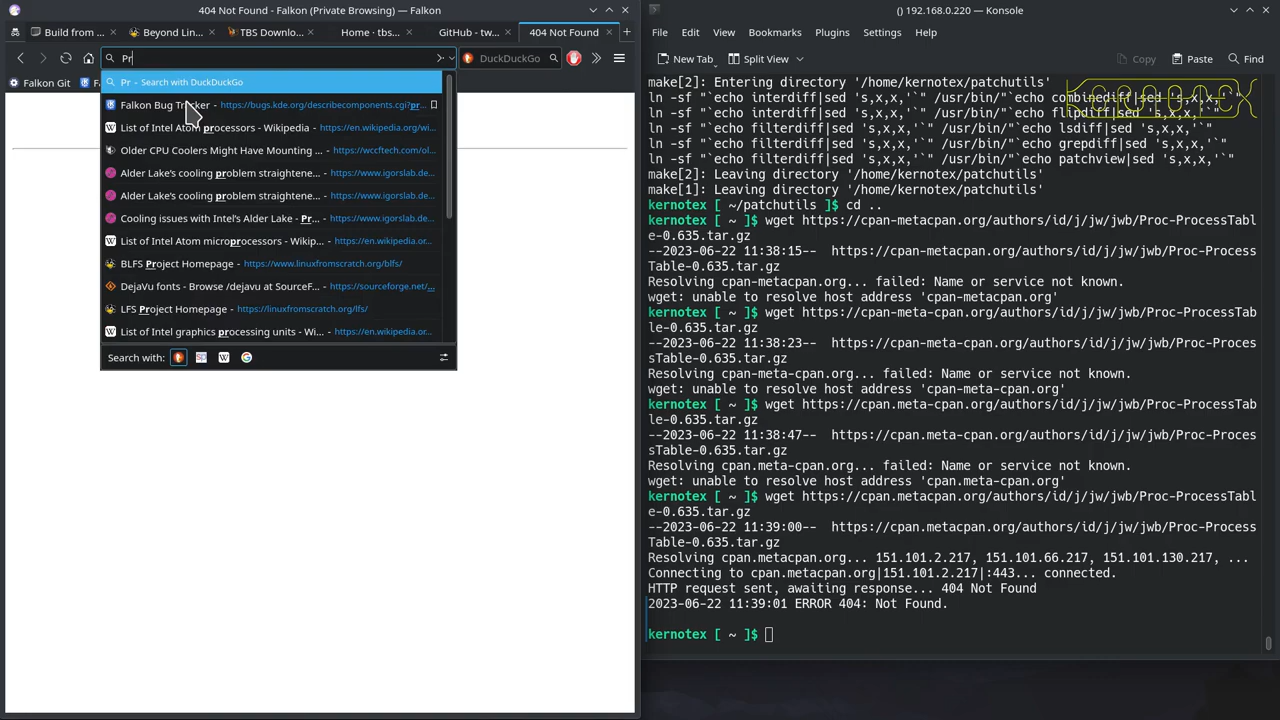 404 Not Found - Falkon (Private Browsing) — Falkon
Build from ...
Beyond Lin...
TBS Downlo...
Home · tbs...
GitHub - tw...
404 Not Found
Pr
DuckDuckGo
Falkon Git
F
Pr - Search with DuckDuckGo
Falkon Bug Tracker - https://bugs.kde.org/describecomponents.cgi?pr...
List of Intel Atom processors - Wikipedia - https://en.wikipedia.org/wi...
Older CPU Coolers Might Have Mounting ... - https://wccftech.com/ol...
Alder Lake's cooling problem straightene... - https://www.igorslab.de...
Alder Lake's cooling problem straightene... - https://www.igorslab.de...
Cooling issues with Intel's Alder Lake - Pr... - https://www.igorslab.de...
List of Intel Atom microprocessors - Wikip... - https://en.wikipedia.or...
BLFS Project Homepage - https://www.linuxfromscratch.org/blfs/
DejaVu fonts - Browse /dejavu at SourceF... - https://sourceforge.net/...
LFS Project Homepage - https://linuxfromscratch.org/lfs/
List of Intel graphics processing units - Wi... - https://en.wikipedia.or...
Search with:
() 192.168.0.220 — Konsole
File Edit View Bookmarks Plugins Settings Help
New Tab Split View Copy Paste Find
KERNOTEX
make[2]: Entering directory '/home/kernotex/patchutils'
ln -sf "`echo interdiff|sed 's,x,x,'`" /usr/bin/"`echo combinediff|sed 's,x,x,'`"
ln -sf "`echo interdiff|sed 's,x,x,'`" /usr/bin/"`echo flipdiff|sed 's,x,x,'`"
ln -sf "`echo filterdiff|sed 's,x,x,'`" /usr/bin/"`echo lsdiff|sed 's,x,x,'`"
ln -sf "`echo filterdiff|sed 's,x,x,'`" /usr/bin/"`echo grepdiff|sed 's,x,x,'`"
ln -sf "`echo filterdiff|sed 's,x,x,'`" /usr/bin/"`echo patchview|sed 's,x,x,'`"
make[2]: Leaving directory '/home/kernotex/patchutils'
make[1]: Leaving directory '/home/kernotex/patchutils'
kernotex [ ~/patchutils ]$ cd ..
kernotex [ ~ ]$ wget https://cpan-metacpan.org/authors/id/j/jw/jwb/Proc-ProcessTabl
e-0.635.tar.gz
--2023-06-22 11:38:15--  https://cpan-metacpan.org/authors/id/j/jw/jwb/Proc-Process
Table-0.635.tar.gz
Resolving cpan-metacpan.org... failed: Name or service not known.
wget: unable to resolve host address 'cpan-metacpan.org'
kernotex [ ~ ]$ wget https://cpan-meta-cpan.org/authors/id/j/jw/jwb/Proc-ProcessTab
le-0.635.tar.gz
--2023-06-22 11:38:23--  https://cpan-meta-cpan.org/authors/id/j/jw/jwb/Proc-Proces
sTable-0.635.tar.gz
Resolving cpan-meta-cpan.org... failed: Name or service not known.
wget: unable to resolve host address 'cpan-meta-cpan.org'
kernotex [ ~ ]$ wget https://cpan.meta-cpan.org/authors/id/j/jw/jwb/Proc-ProcessTab
le-0.635.tar.gz
--2023-06-22 11:38:47--  https://cpan.meta-cpan.org/authors/id/j/jw/jwb/Proc-Proces
sTable-0.635.tar.gz
Resolving cpan.meta-cpan.org... failed: Name or service not known.
wget: unable to resolve host address 'cpan.meta-cpan.org'
kernotex [ ~ ]$ wget https://cpan.metacpan.org/authors/id/j/jw/jwb/Proc-ProcessTabl
e-0.635.tar.gz
--2023-06-22 11:39:00--  https://cpan.metacpan.org/authors/id/j/jw/jwb/Proc-Process
Table-0.635.tar.gz
Resolving cpan.metacpan.org... 151.101.2.217, 151.101.66.217, 151.101.130.217, ...
Connecting to cpan.metacpan.org|151.101.2.217|:443... connected.
HTTP request sent, awaiting response... 404 Not Found
2023-06-22 11:39:01 ERROR 404: Not Found.
kernotex [ ~ ]$